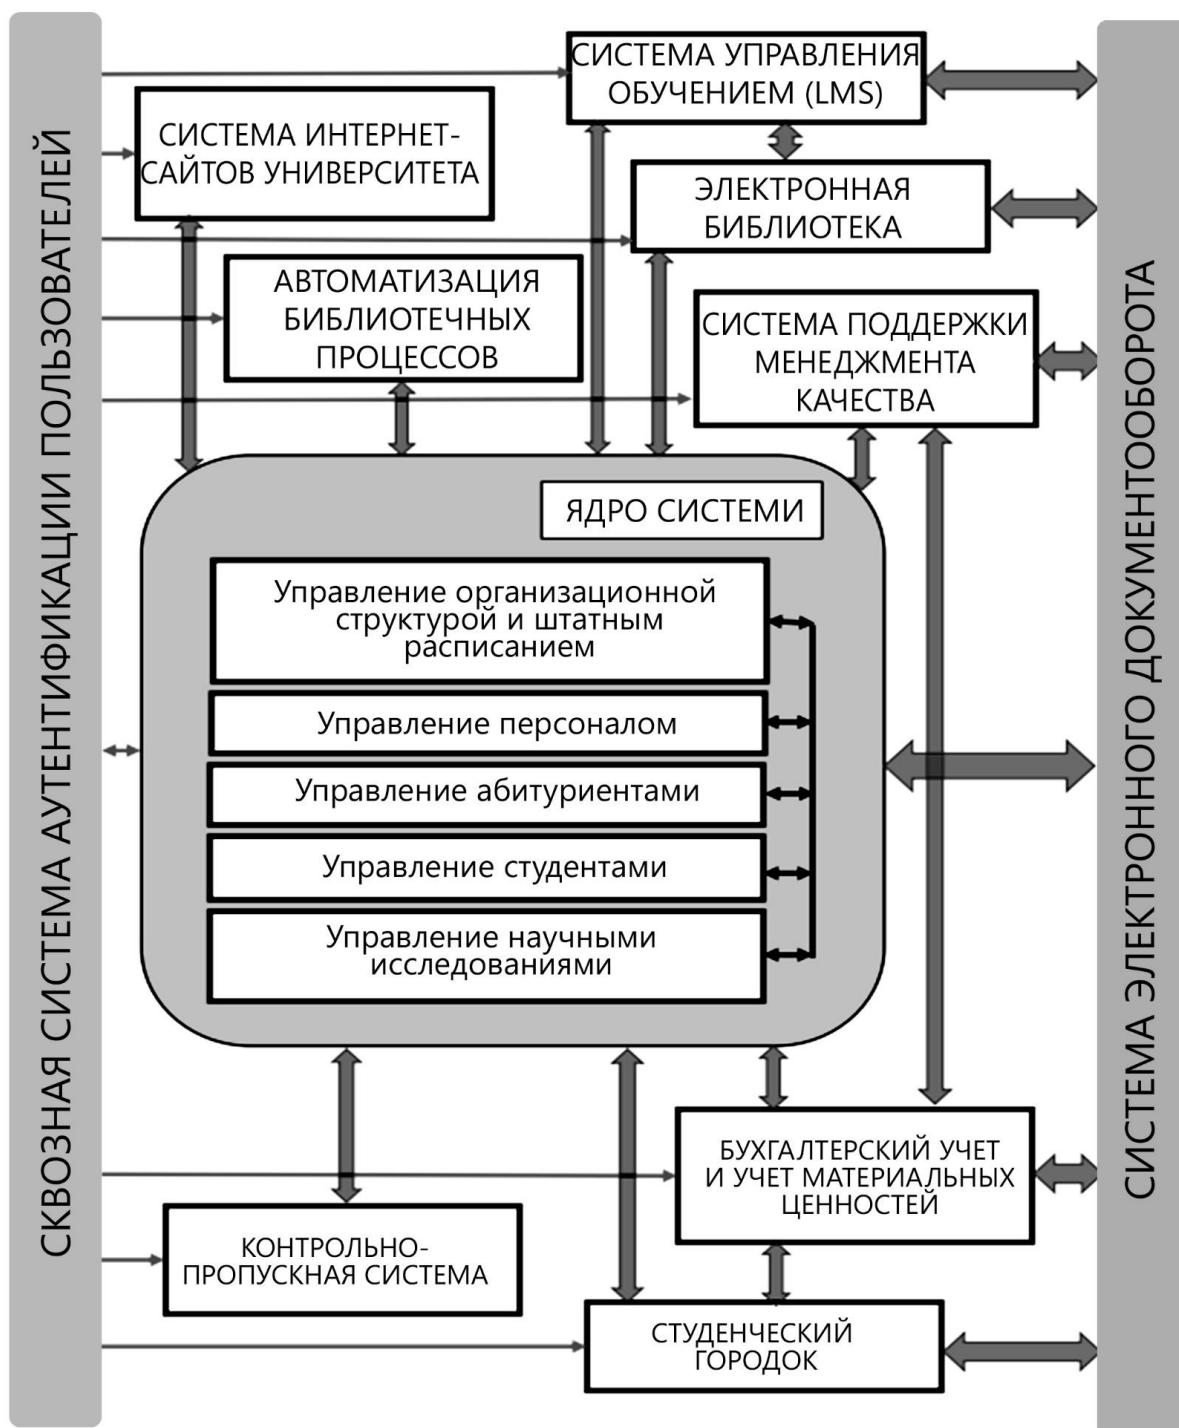 СКВОЗНАЯ СИСТЕМА АУТЕНТИФИКАЦИИ ПОЛЬЗОВАТЕЛЕЙ
СИСТЕМА УПРАВЛЕНИЯ
ОБУЧЕНИЕМ (LMS)
СИСТЕМА ИНТЕРНЕТ-
САЙТОВ УНИВЕРСИТЕТА
ЭЛЕКТРОННАЯ
БИБЛИОТЕКА
АВТОМАТИЗАЦИЯ
БИБЛИОТЕЧНЫХ
ПРОЦЕССОВ
СИСТЕМА ПОДДЕРЖКИ
МЕНЕДЖМЕНТА
КАЧЕСТВА
ЯДРО СИСТЕМИ
Управление организационной
структурой и штатным
расписанием
Управление персоналом
Управление абитуриентами
Управление студентами
Управление научными
исследованиями
БУХГАЛТЕРСКИЙ УЧЕТ
И УЧЕТ МАТЕРИАЛЬНЫХ
ЦЕННОСТЕЙ
КОНТРОЛЬНО-
ПРОПУСКНАЯ СИСТЕМА
СТУДЕНЧЕСКИЙ
ГОРОДОК
СИСТЕМА ЭЛЕКТРОННОГО ДОКУМЕНТООБОРОТА